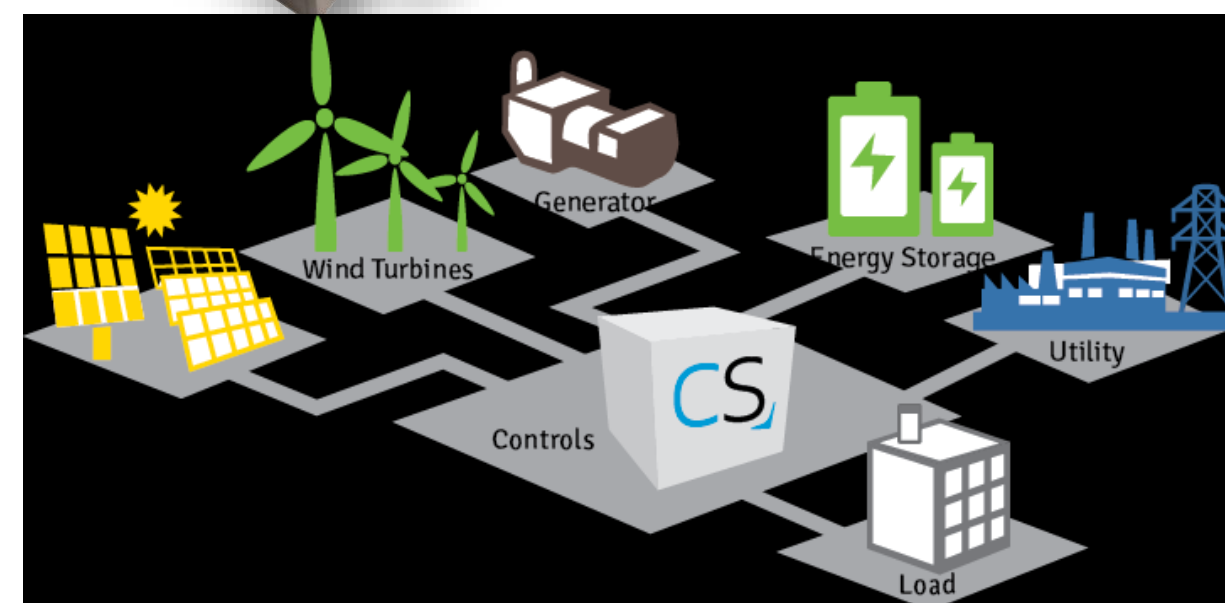 Generator
Wind Turbines
Energy Storage
Utility
CS
Controls
Load